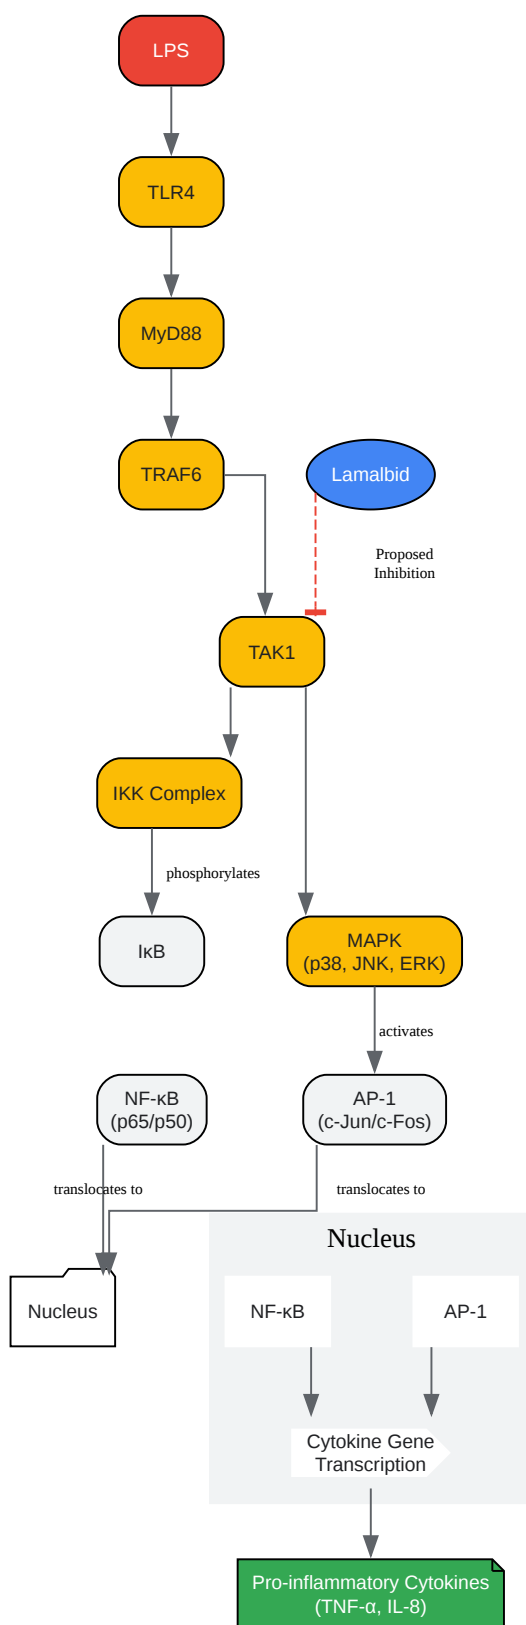 LPS
TLR4
MyD88
TRAF6
Lamalbid
Proposed
Inhibition
TAK1
IKK Complex
phosphorylates
IκB
MAPK
(p38, JNK, ERK)
activates
NF-κB
(p65/p50)
AP-1
(c-Jun/c-Fos)
translocates to
translocates to
Nucleus
Nucleus
NF-κB
AP-1
Cytokine Gene
Transcription
Pro-inflammatory Cytokines
(TNF-α, IL-8)